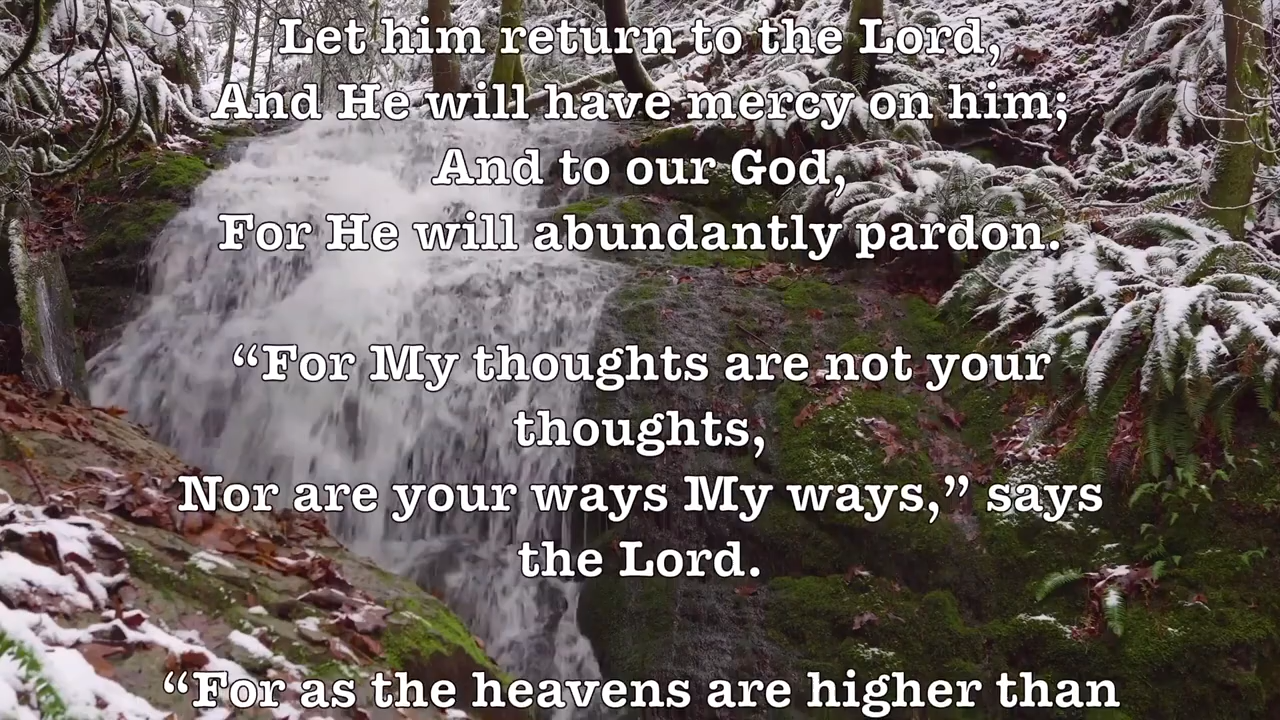 Let him return to the Lord,
And He will have mercy on him;
And to our God,
For He will abundantly pardon.
“For My thoughts are not your
thoughts,
Nor are your ways My ways,” says
the Lord.
“For as the heavens are higher than